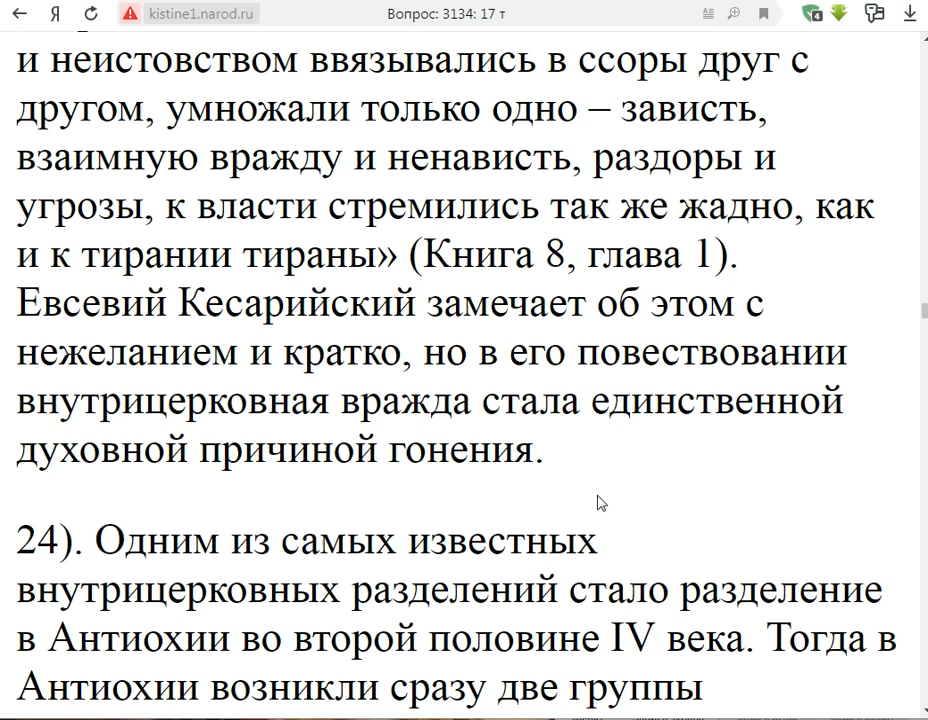 Я
kistine1.narod.ru
Вопрос: 3134: 17 т
4
и неистовством ввязывались в ссоры друг с
другом, умножали только одно – зависть,
взаимную вражду и ненависть, раздоры и
угрозы, к власти стремились так же жадно, как
и к тирании тираны» (Книга 8, глава 1).
Евсевий Кесарийский замечает об этом с
нежеланием и кратко, но в его повествовании
внутрицерковная вражда стала единственной
духовной причиной гонения.
24). Одним из самых известных
внутрицерковных разделений стало разделение
в Антиохии во второй половине IV века. Тогда в
Антиохии возникли сразу две группы